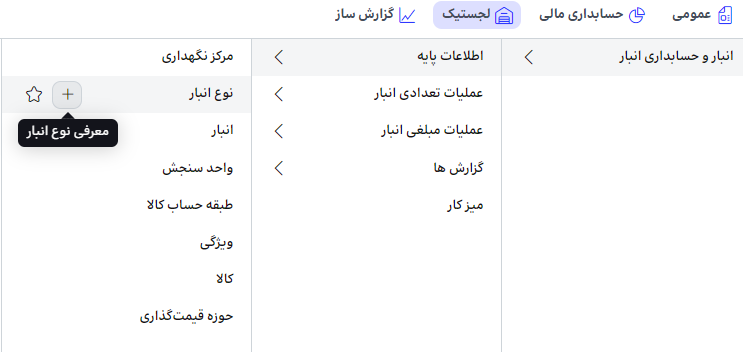 عمومی
حسابداری مالی
لجستیک
گزارش ساز
انبار و حسابداری انبار
اطلاعات پایه
عملیات تعدادی انبار
عملیات مبلغی انبار
گزارش ها
میز کار
مرکز نگهداری
نوع انبار
معرفی نوع انبار
انبار
واحد سنجش
طبقه حساب کالا
ویژگی
کالا
حوزه قیمت‌گذاری